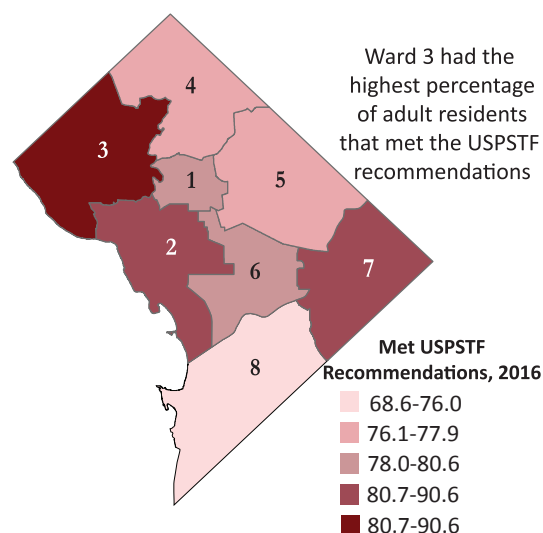 Ward 3 had the
highest percentage
of adult residents
that met the USPSTF
recommendations
4
3
1
5
2
6
7
8
Met USPSTF
Recommendations, 2016
68.6-76.0
76.1-77.9
78.0-80.6
80.7-90.6
80.7-90.6